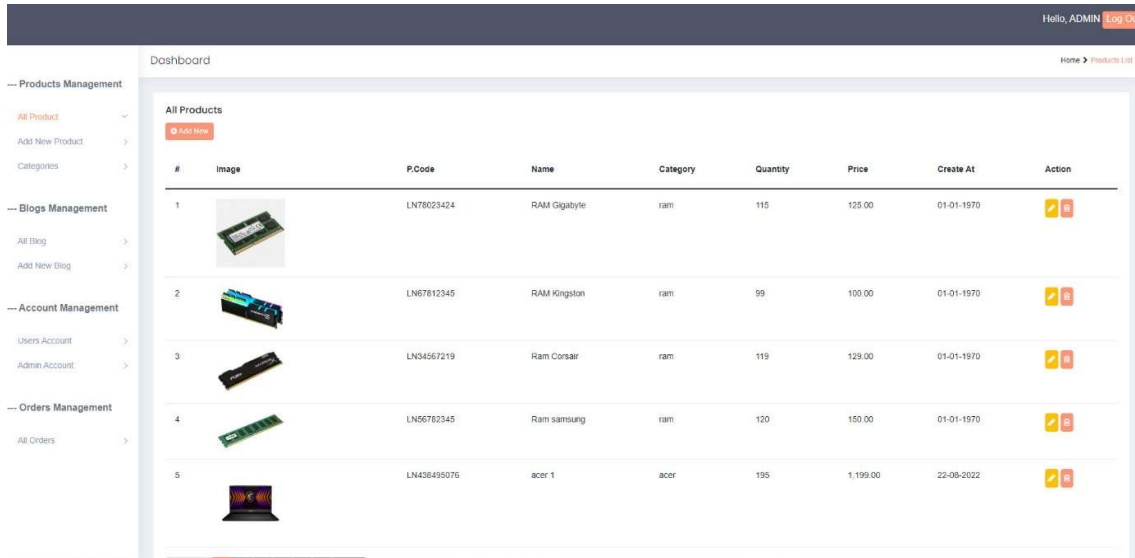 Hello, ADMIN Log Ou
Dashboard
Home > Products List
--- Products Management
All Product
Add New Product
Categories
--- Blogs Management
All Blog
Add New Blog
--- Account Management
Users Account
Admin Account
--- Orders Management
All Orders
All Products
Add New
# Image P.Code Name Category Quantity Price Create At Action
1 LN78023424 RAM Gigabyte ram 115 125.00 01-01-1970
2 LN67812345 RAM Kingston ram 99 100.00 01-01-1970
3 LN34567219 Ram Corsair ram 119 129.00 01-01-1970
4 LN56782345 Ram samsung ram 120 150.00 01-01-1970
5 LN438495076 acer 1 acer 195 1,199.00 22-08-2022